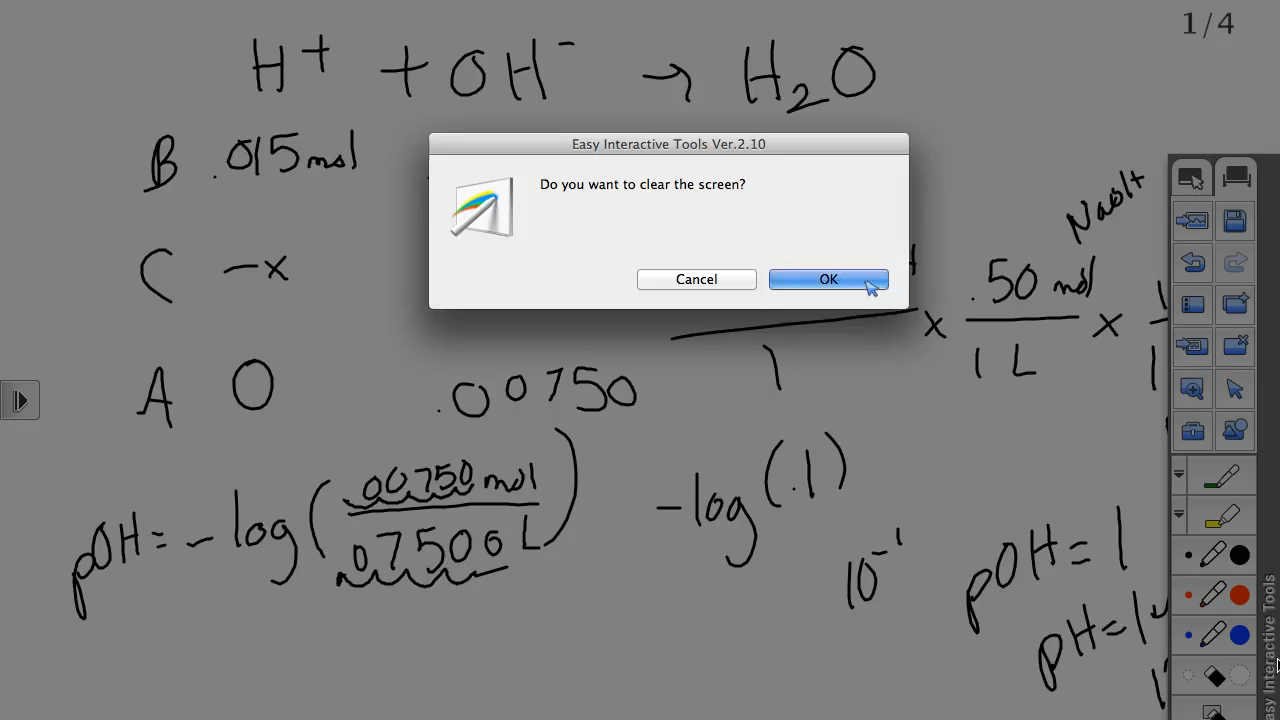 1/4
H+ + OH- → H2O
B .015 mol
Easy Interactive Tools Ver.2.10
Do you want to clear the screen?
Cancel OK
C -x
.50 mol NaOH
x 1 L x
1
A 0 .00750
pOH = -log(.00750 mol / .07500 L) -log(.1)
10-1
pOH = 1
pH = 14
Easy Interactive Tools